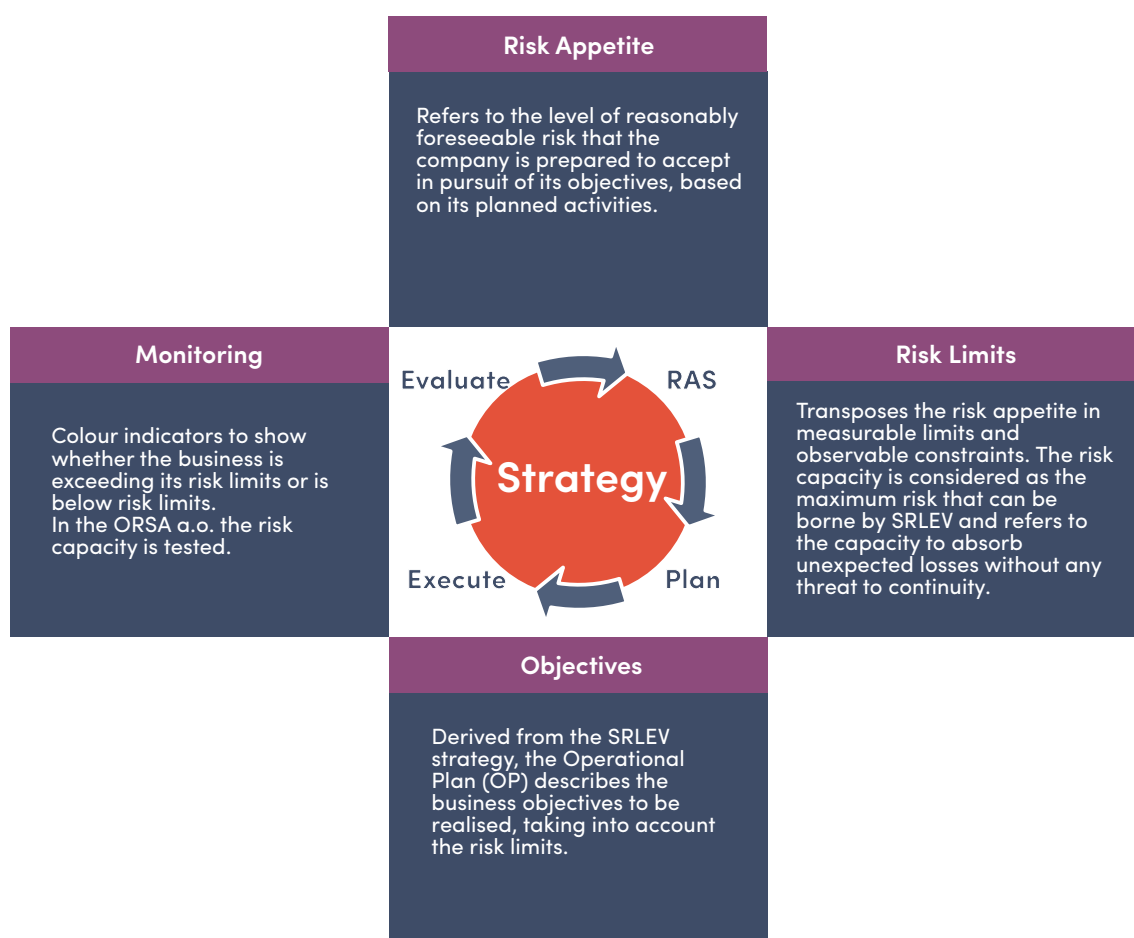 Risk Appetite
Refers to the level of reasonably
foreseeable risk that the
company is prepared to accept
in pursuit of its objectives, based
on its planned activities.
Monitoring
Colour indicators to show
whether the business is
exceeding its risk limits or is
below risk limits.
In the ORSA a.o. the risk
capacity is tested.
Evaluate
RAS
Strategy
Execute
Plan
Risk Limits
Transposes the risk appetite in
measurable limits and
observable constraints. The risk
capacity is considered as the
maximum risk that can be
borne by SRLEV and refers to
the capacity to absorb
unexpected losses without any
threat to continuity.
Objectives
Derived from the SRLEV
strategy, the Operational
Plan (OP) describes the
business objectives to be
realised, taking into account
the risk limits.